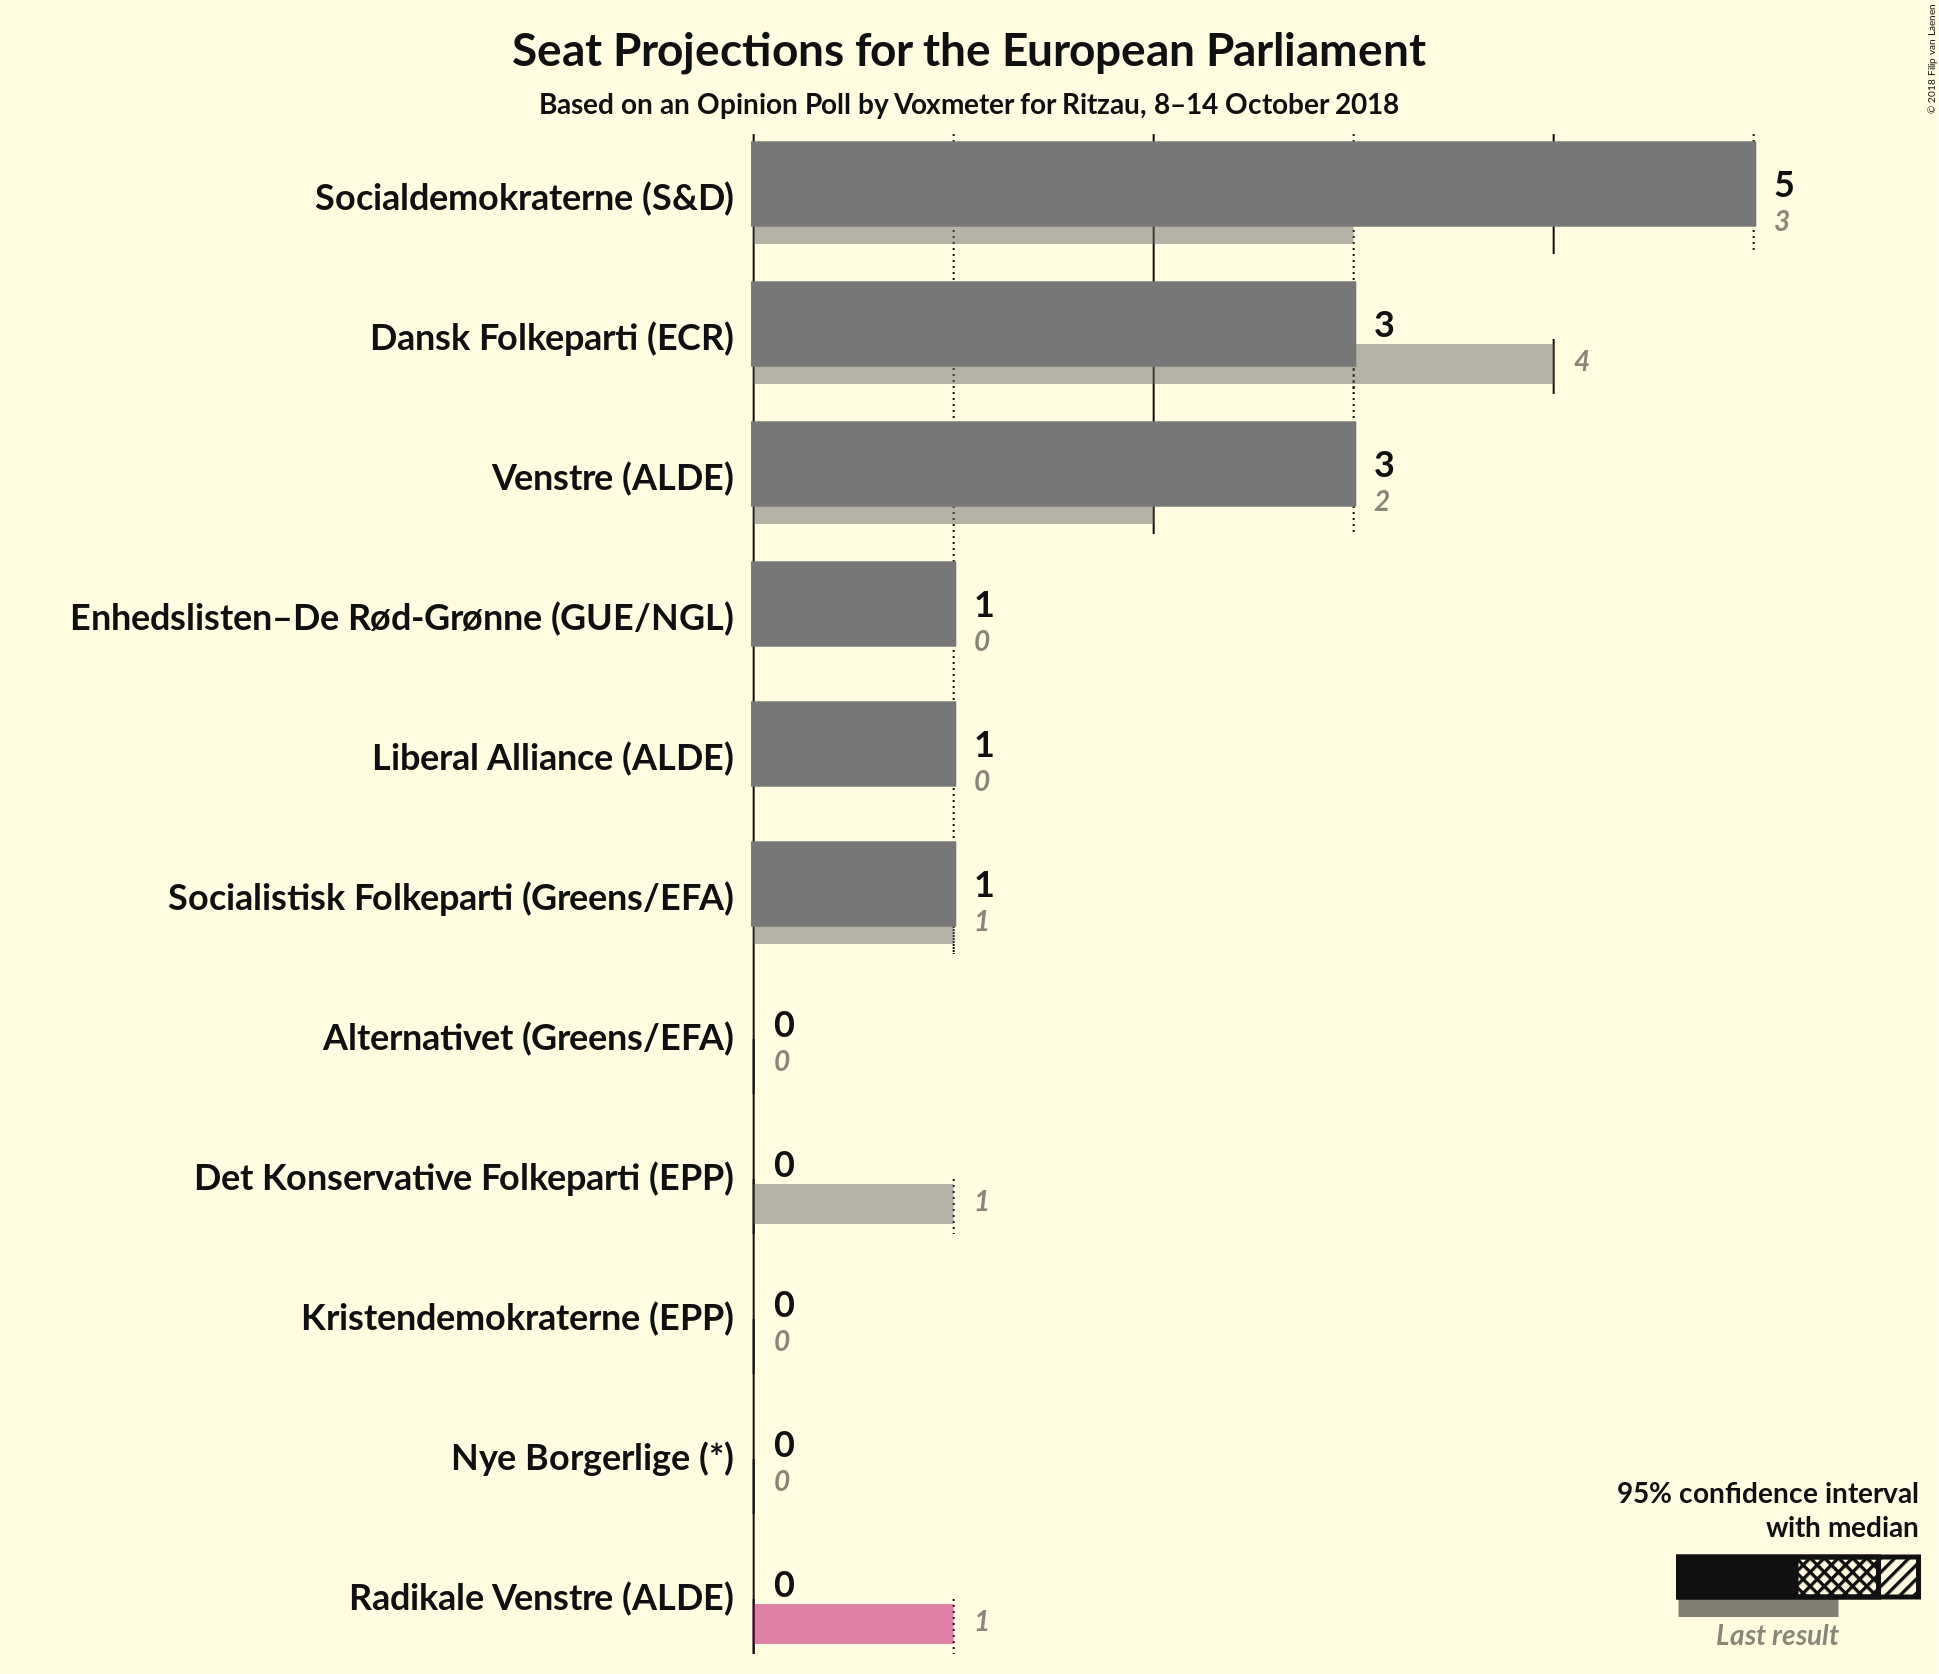 Seat Projections for the European Parliament
Based on an Opinion Poll by Voxmeter for Ritzau, 8–14 October 2018
© 2018 Filip van Laenen
Socialdemokraterne (S&D)
5
3
Dansk Folkeparti (ECR)
3
4
Venstre (ALDE)
3
2
Enhedslisten–De Rød-Grønne (GUE/NGL)
1
0
Liberal Alliance (ALDE)
1
0
Socialistisk Folkeparti (Greens/EFA)
1
1
Alternativet (Greens/EFA)
0
0
Det Konservative Folkeparti (EPP)
0
1
Kristendemokraterne (EPP)
0
0
Nye Borgerlige (*)
0
0
Radikale Venstre (ALDE)
0
1
95% confidence interval
with median
Last result